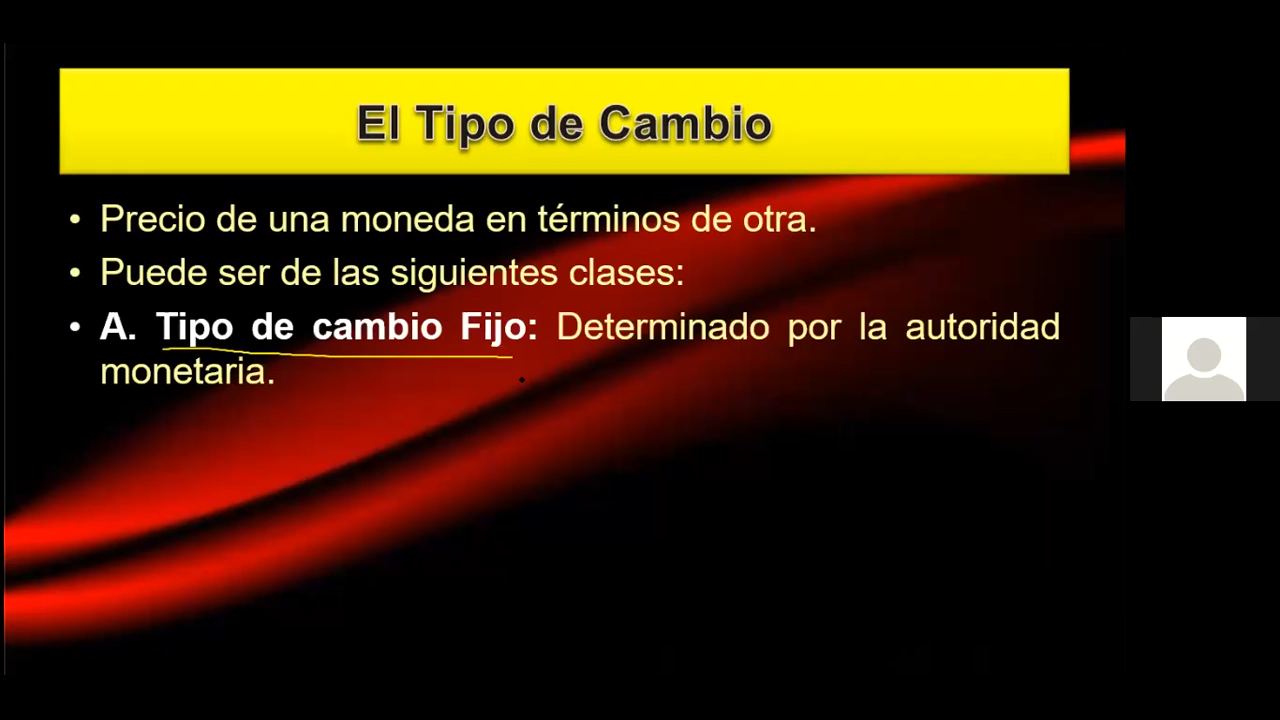 El Tipo de Cambio
• Precio de una moneda en términos de otra.
• Puede ser de las siguientes clases:
• A. Tipo de cambio Fijo: Determinado por la autoridad
monetaria.